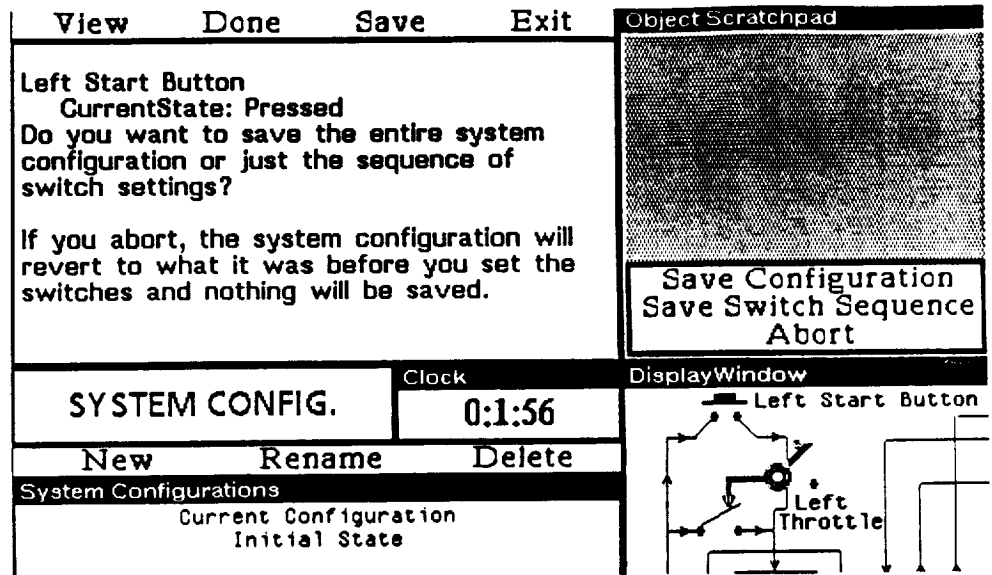 View Done Save Exit
Left Start Button
CurrentState: Pressed
Do you want to save the entire system
configuration or just the sequence of
switch settings?
If you abort, the system configuration will
revert to what it was before you set the
switches and nothing will be saved.
Object Scratchpad
Save Configuration
Save Switch Sequence
Abort
SYSTEM CONFIG.
Clock
0:1:56
New Rename Delete
System Configurations
Current Configuration
Initial State
DisplayWindow
Left Start Button
Left
Throttle